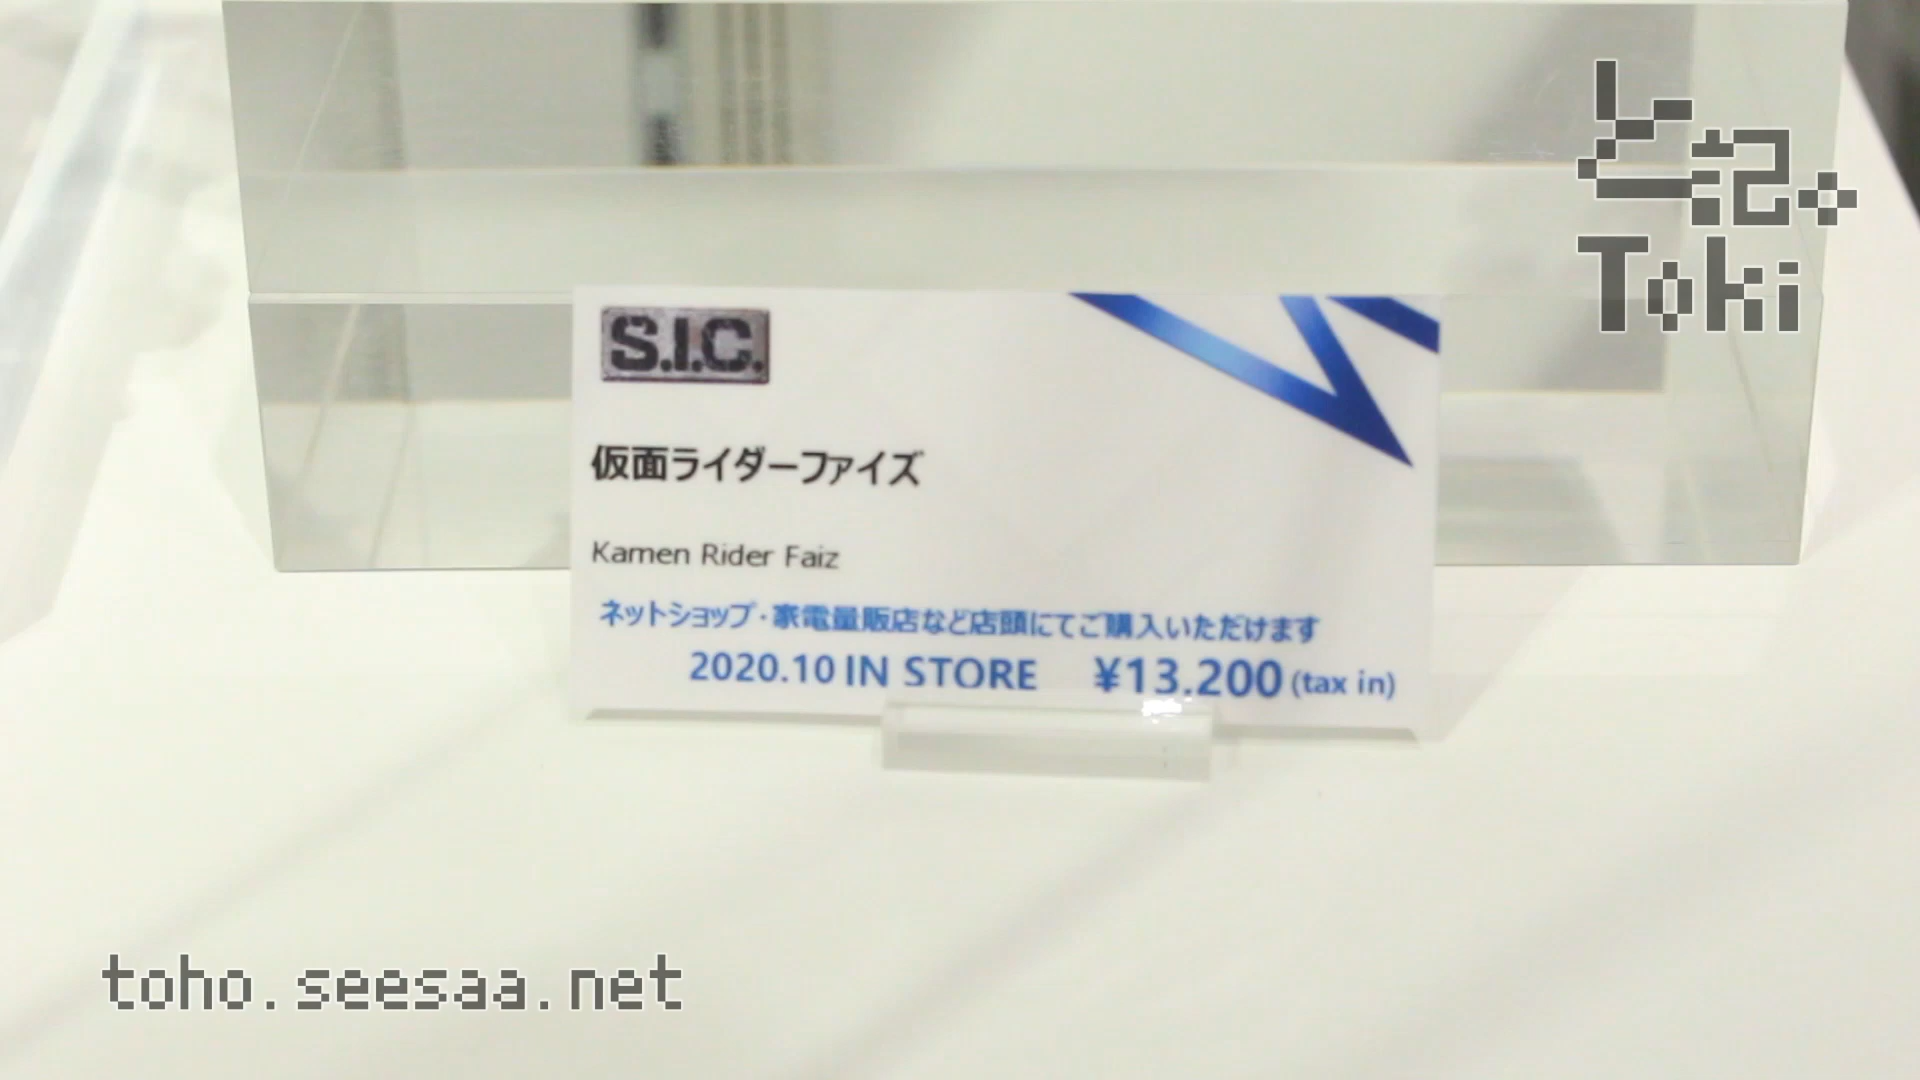 と記。
Toki
S.I.C.
仮面ライダーファイズ
Kamen Rider Faiz
ネットショップ・家電量販店など店頭にてご購入いただけます
2020.10 IN STORE ¥13,200 (tax in)
toho.seesaa.net